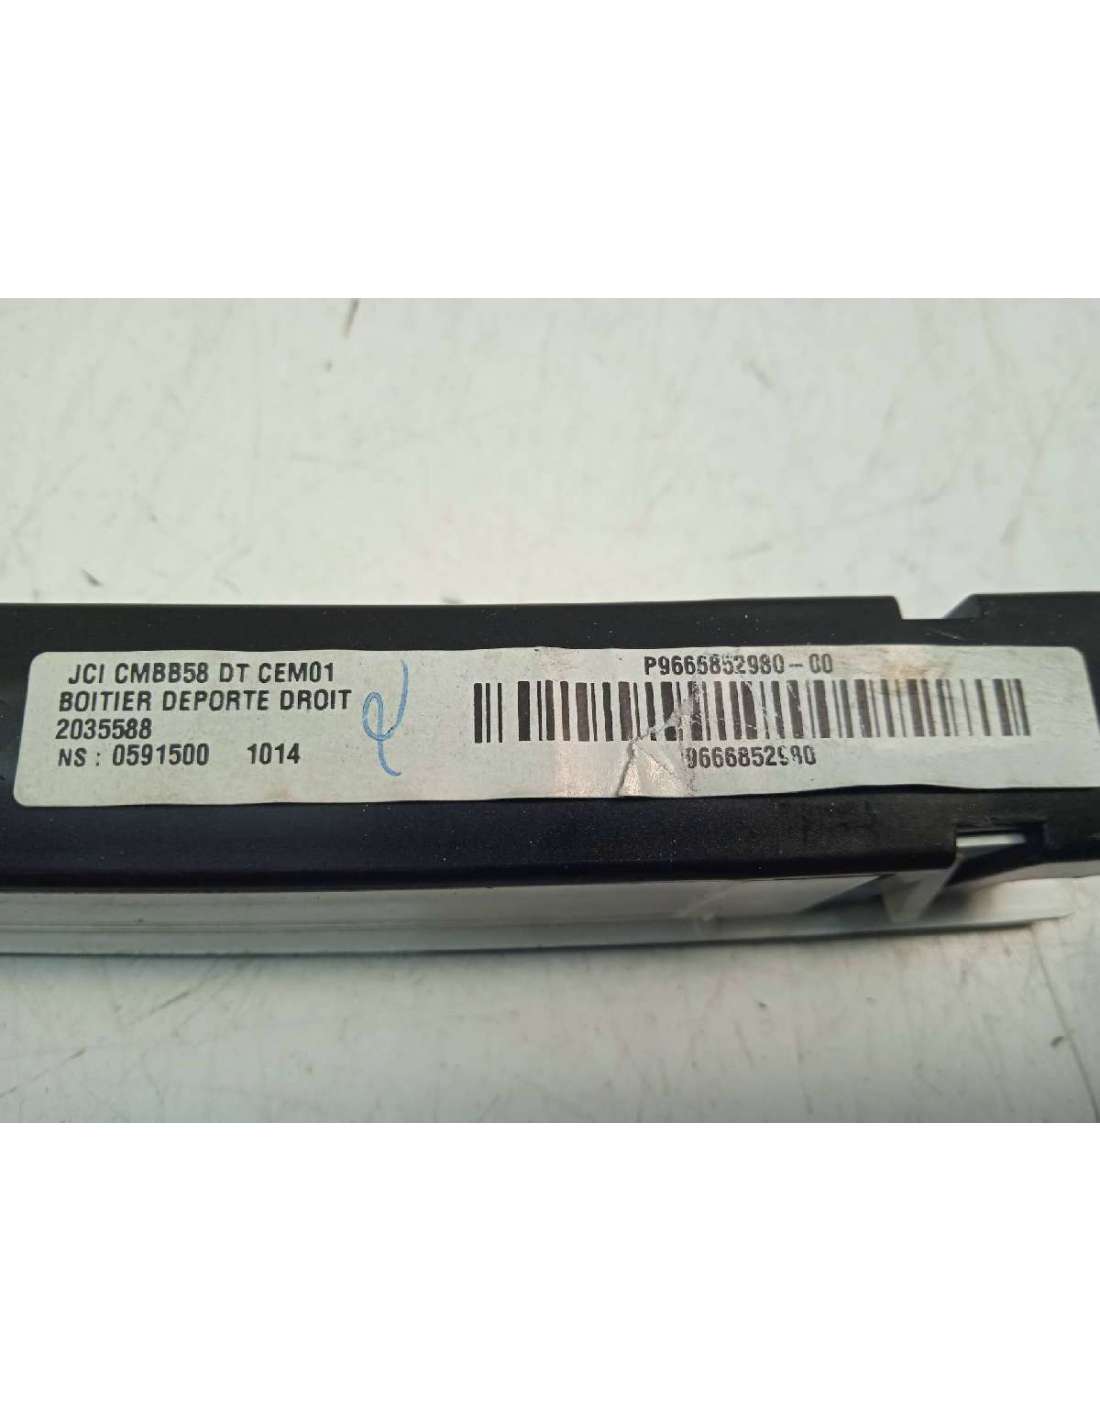 JCI CMBB58 DT CEM01
BOITIER DEPORTE DROIT
2035588
NS : 0591500 1014
P9666852980-00
9666852980